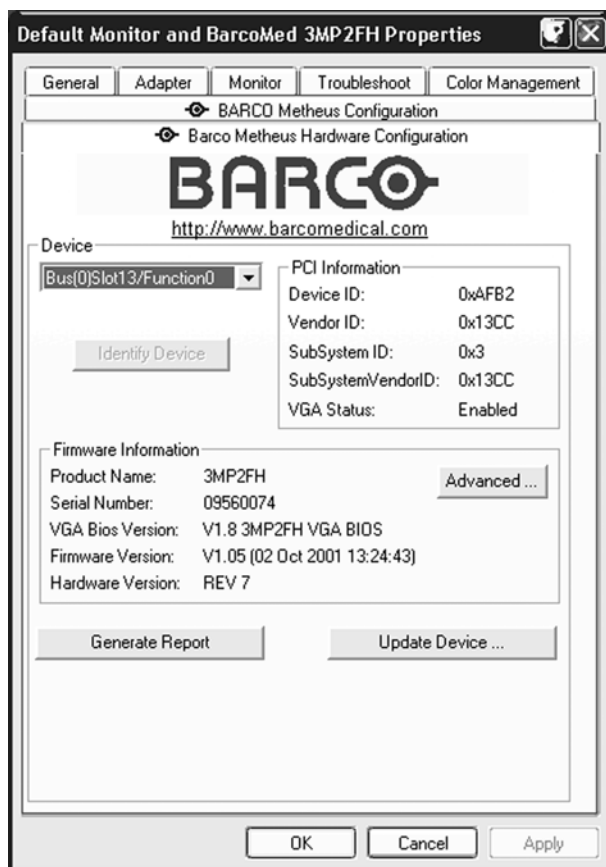 Default Monitor and BarcoMed 3MP2FH Properties
General Adapter Monitor Troubleshoot Color Management
BARCO Metheus Configuration
Barco Metheus Hardware Configuration
BARCO
http://www.barcomedical.com
Device
Bus(0)Slot13/Function0
Identify Device
PCI Information
Device ID: 0xAFB2
Vendor ID: 0x13CC
SubSystem ID: 0x3
SubSystemVendorID: 0x13CC
VGA Status: Enabled
Firmware Information
Product Name: 3MP2FH
Advanced ...
Serial Number: 09560074
VGA Bios Version: V1.8 3MP2FH VGA BIOS
Firmware Version: V1.05 (02 Oct 2001 13:24:43)
Hardware Version: REV 7
Generate Report Update Device ...
OK Cancel Apply